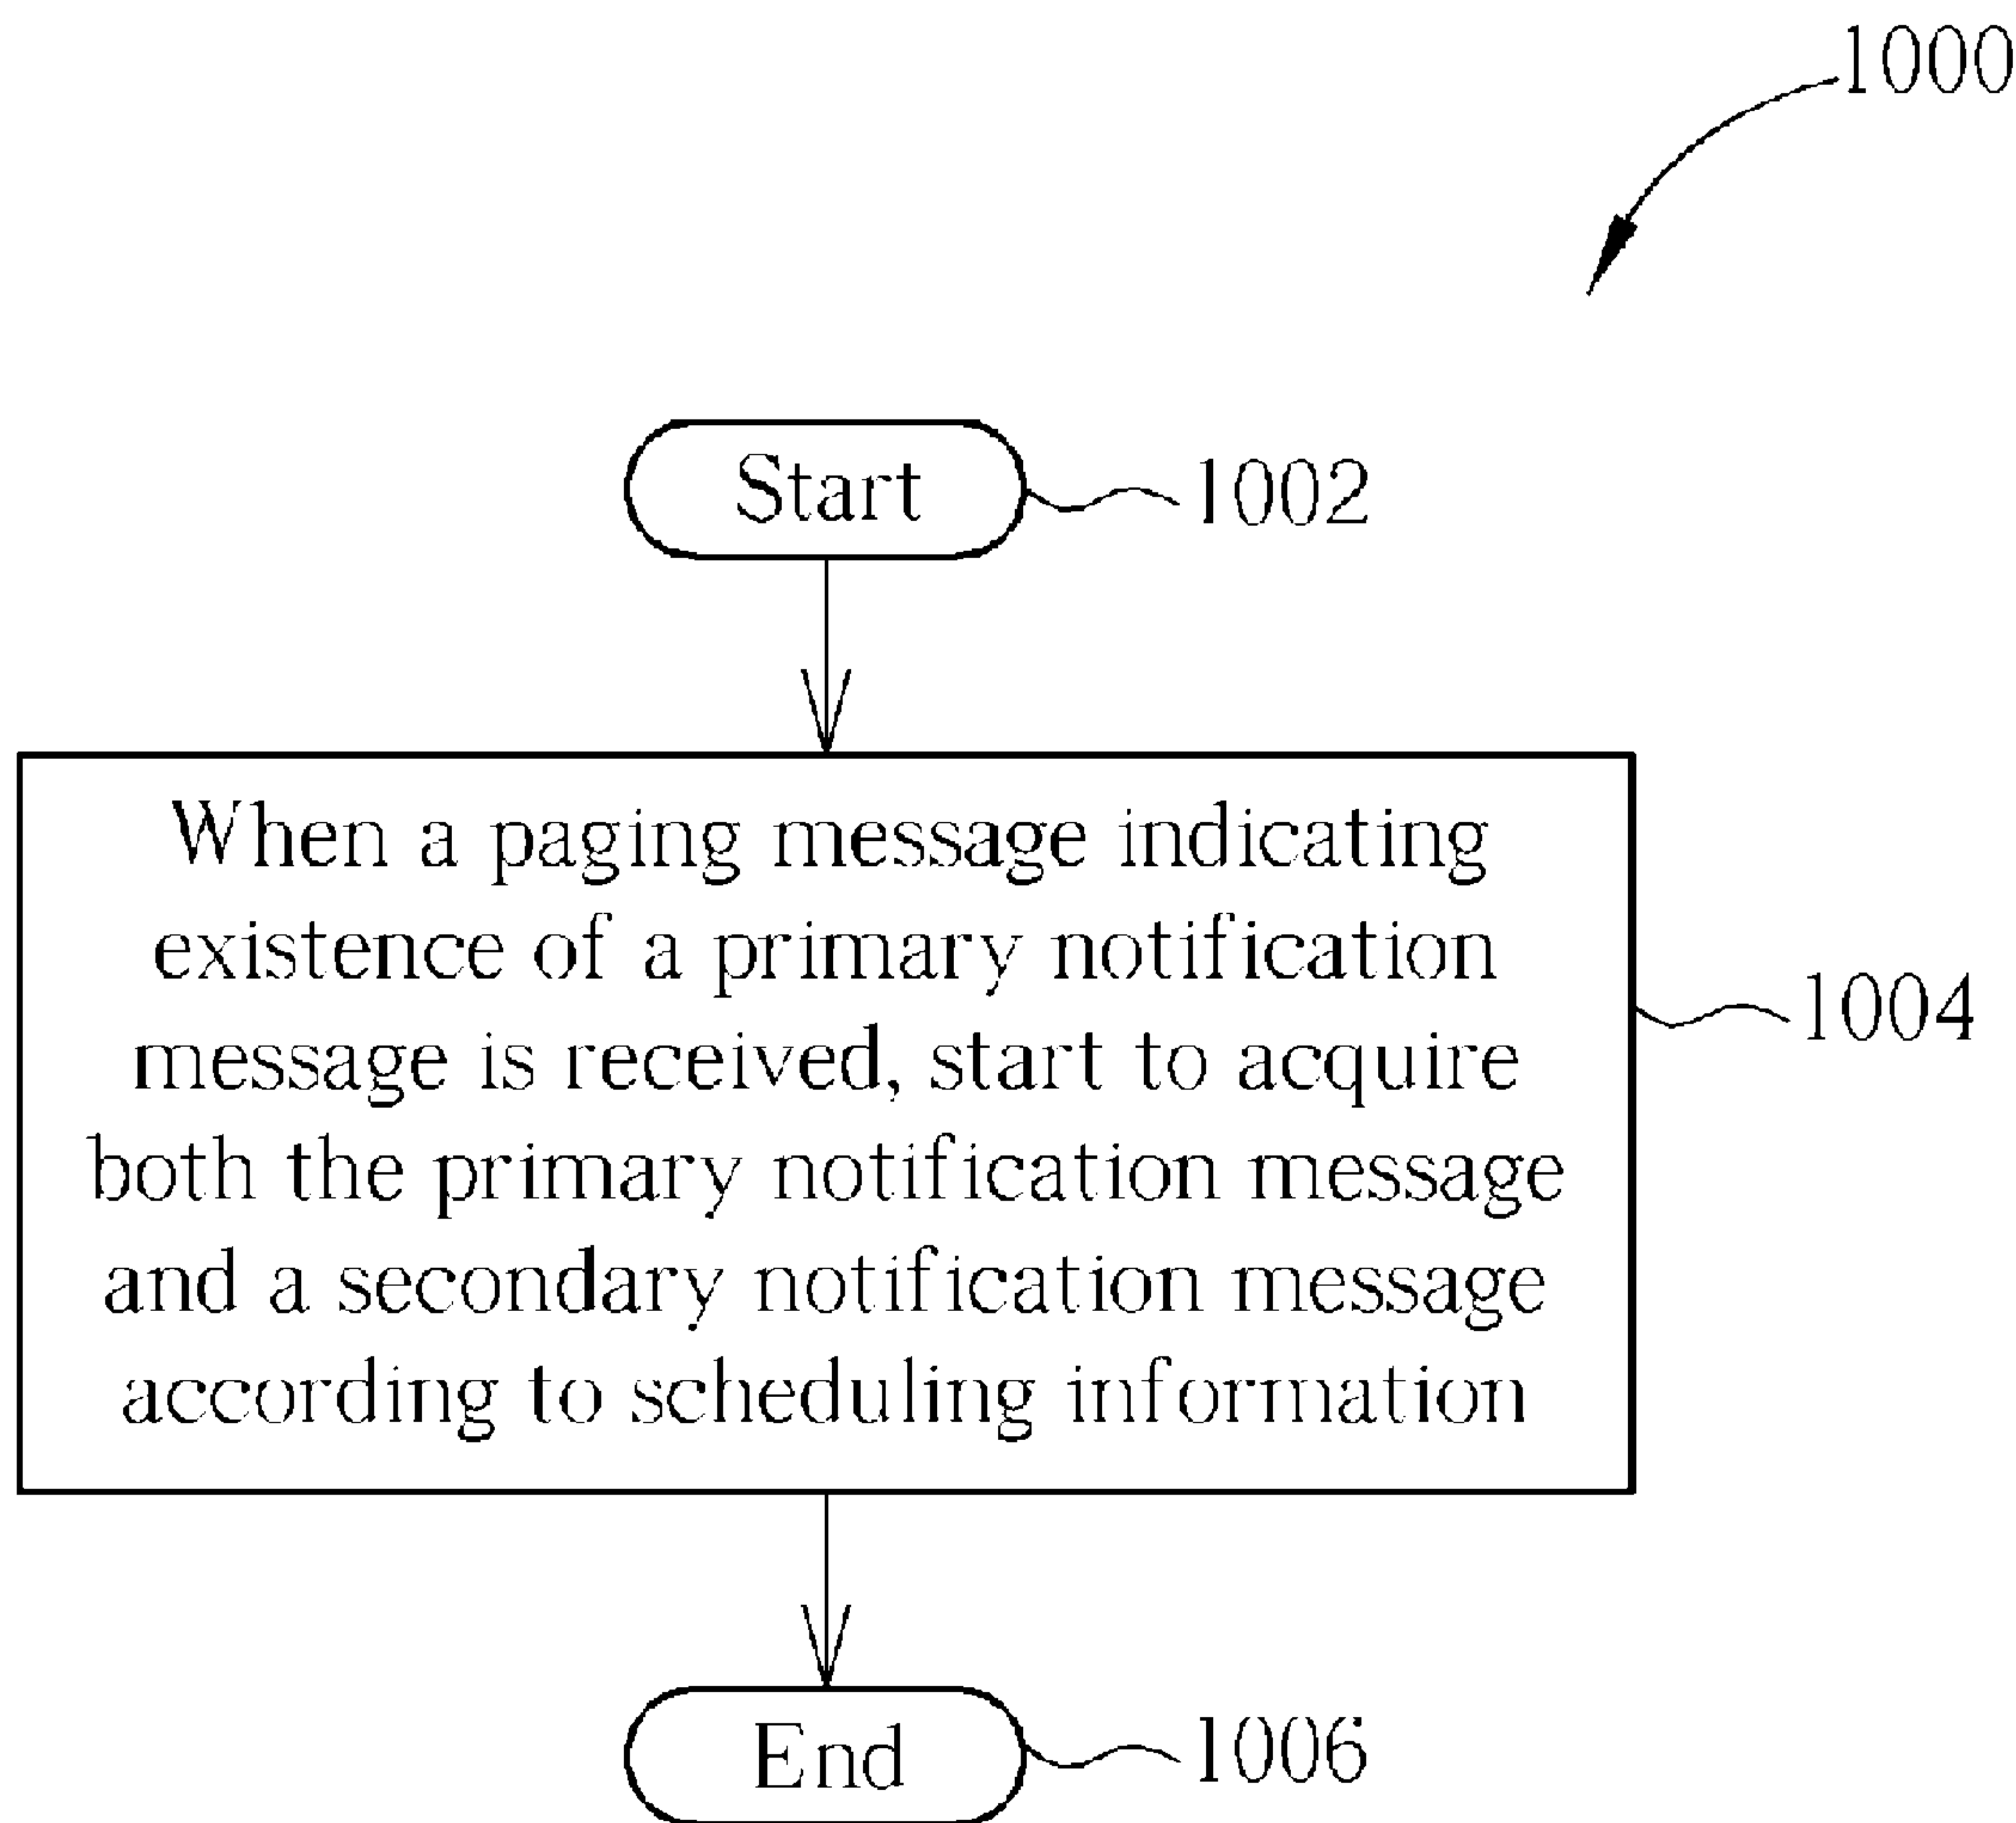 1000
Start
1002
When a paging message indicating
existence of a primary notification
message is received, start to acquire
both the primary notification message
and a secondary notification message
according to scheduling information
1004
End
1006